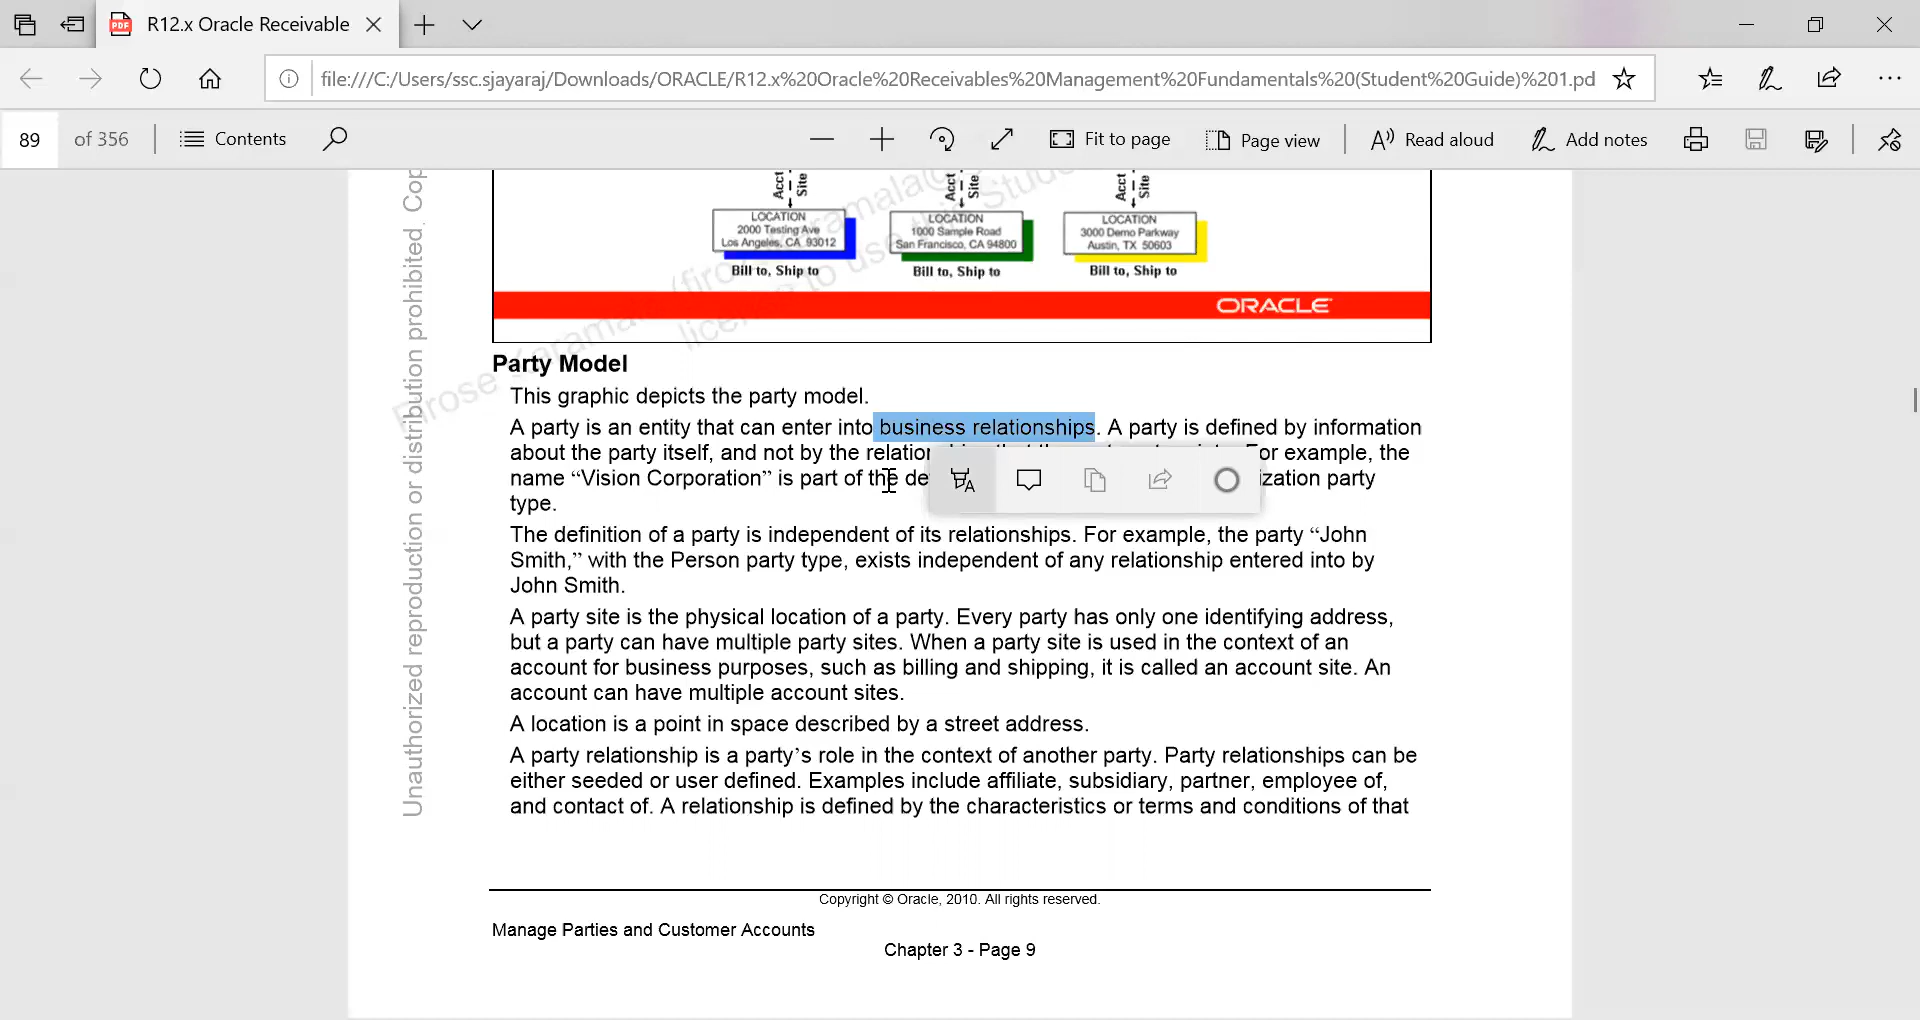 R12.x Oracle Receivable
file:///C:/Users/ssc.sjayaraj/Downloads/ORACLE/R12.x%20Oracle%20Receivables%20Management%20Fundamentals%20(Student%20Guide)%201.pd
89 of 356 Contents Fit to page Page view Read aloud Add notes
Acct Site Acct Site Acct Site
LOCATION
2000 Testing Ave
Los Angeles, CA 93012
Bill to, Ship to
LOCATION
1000 Sample Road
San Francisco, CA 94800
Bill to, Ship to
LOCATION
3000 Demo Parkway
Austin, TX 50603
Bill to, Ship to
ORACLE
Unauthorized reproduction or distribution prohibited. Cop
Party Model
This graphic depicts the party model.
A party is an entity that can enter into business relationships. A party is defined by information
about the party itself, and not by the For example, the
name “Vision Corporation” is part of the
type.
The definition of a party is independent of its relationships. For example, the party “John
Smith,” with the Person party type, exists independent of any relationship entered into by
John Smith.
A party site is the physical location of a party. Every party has only one identifying address,
but a party can have multiple party sites. When a party site is used in the context of an
account for business purposes, such as billing and shipping, it is called an account site. An
account can have multiple account sites.
A location is a point in space described by a street address.
A party relationship is a party’s role in the context of another party. Party relationships can be
either seeded or user defined. Examples include affiliate, subsidiary, partner, employee of,
and contact of. A relationship is defined by the characteristics or terms and conditions of that
Copyright © Oracle, 2010. All rights reserved.
Manage Parties and Customer Accounts
Chapter 3 - Page 9